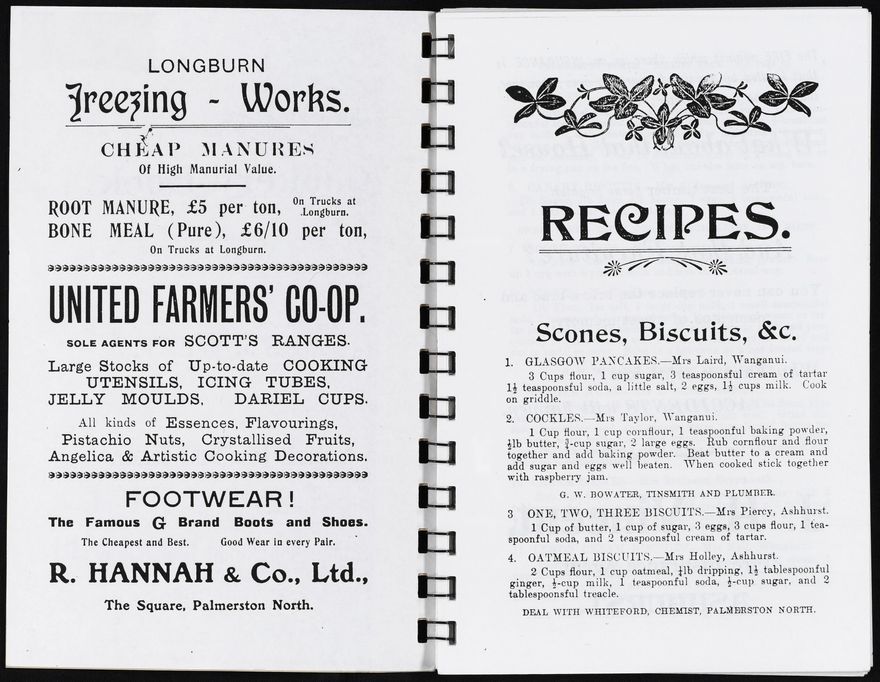 LONGBURN
Freezing - Works.
CHEAP MANURES
Of High Manurial Value.
ROOT MANURE, £5 per ton, On Trucks at Longburn.
BONE MEAL (Pure), £6/10 per ton,
On Trucks at Longburn.
UNITED FARMERS' CO-OP.
SOLE AGENTS FOR SCOTT'S RANGES.
Large Stocks of Up-to-date COOKING
UTENSILS, ICING TUBES,
JELLY MOULDS, DARIEL CUPS.
All kinds of Essences, Flavourings,
Pistachio Nuts, Crystallised Fruits,
Angelica & Artistic Cooking Decorations.
FOOTWEAR!
The Famous G Brand Boots and Shoes.
The Cheapest and Best. Good Wear in every Pair.
R. HANNAH & Co., Ltd.,
The Square, Palmerston North.
RECIPES.
Scones, Biscuits, &c.
1. GLASGOW PANCAKES.—Mrs Laird, Wanganui.
3 Cups flour, 1 cup sugar, 3 teaspoonsful cream of tartar
1½ teaspoonsful soda, a little salt, 2 eggs, 1½ cups milk. Cook
on griddle.
2. COCKLES.—Mrs Taylor, Wanganui.
1 Cup flour, 1 cup cornflour, 1 teaspoonful baking powder,
¼lb butter, ¾-cup sugar, 2 large eggs. Rub cornflour and flour
together and add baking powder. Beat butter to a cream and
add sugar and eggs well beaten. When cooked stick together
with raspberry jam.
G. W. BOWATER, TINSMITH AND PLUMBER.
3 ONE, TWO, THREE BISCUITS.—Mrs Piercy, Ashhurst.
1 Cup of butter, 1 cup of sugar, 3 eggs, 3 cups flour, 1 tea-
spoonful soda, and 2 teaspoonsful cream of tartar.
4. OATMEAL BISCUITS.—Mrs Holley, Ashhurst.
2 Cups flour, 1 cup oatmeal, ¼lb dripping, 1½ tablespoonful
ginger, ½-cup milk, 1 teaspoonful soda, ½-cup sugar, and 2
tablespoonsful treacle.
DEAL WITH WHITEFORD, CHEMIST, PALMERSTON NORTH.